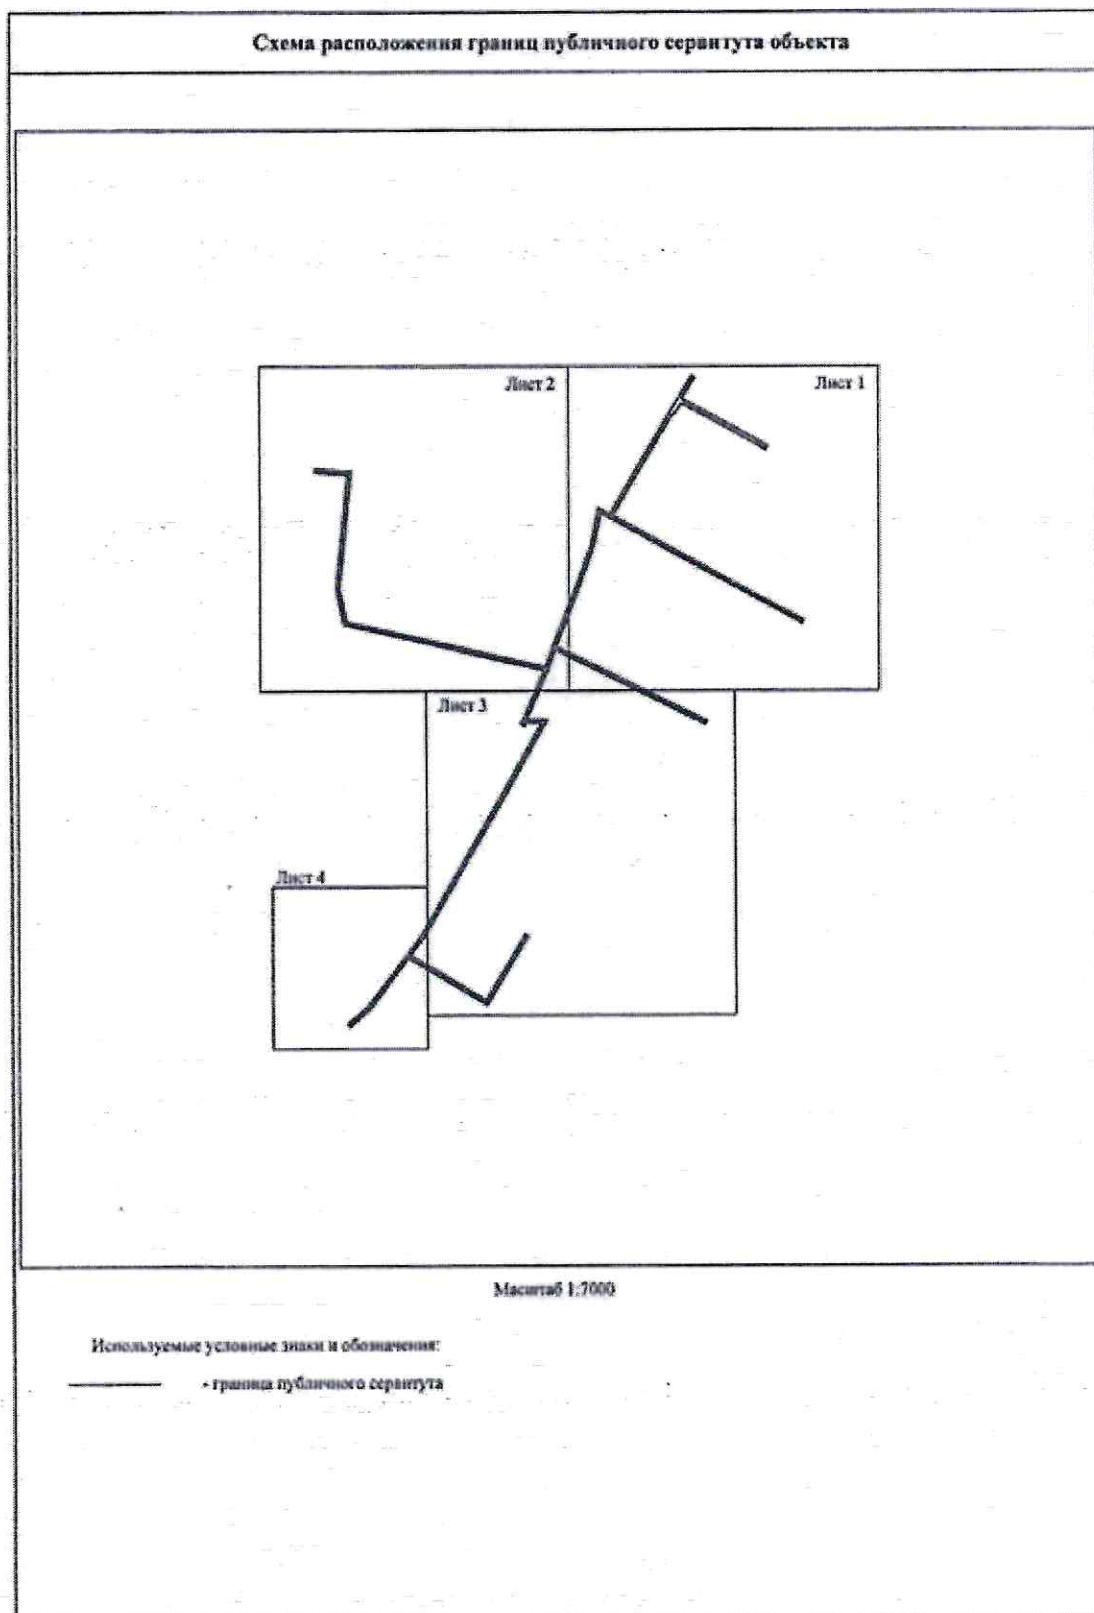 Схема расположения границ публичного сервитута объекта
Лист 2
Лист 1
Лист 3
Лист 4
Масштаб 1:7000
Используемые условные знаки и обозначения:
- граница публичного сервитута